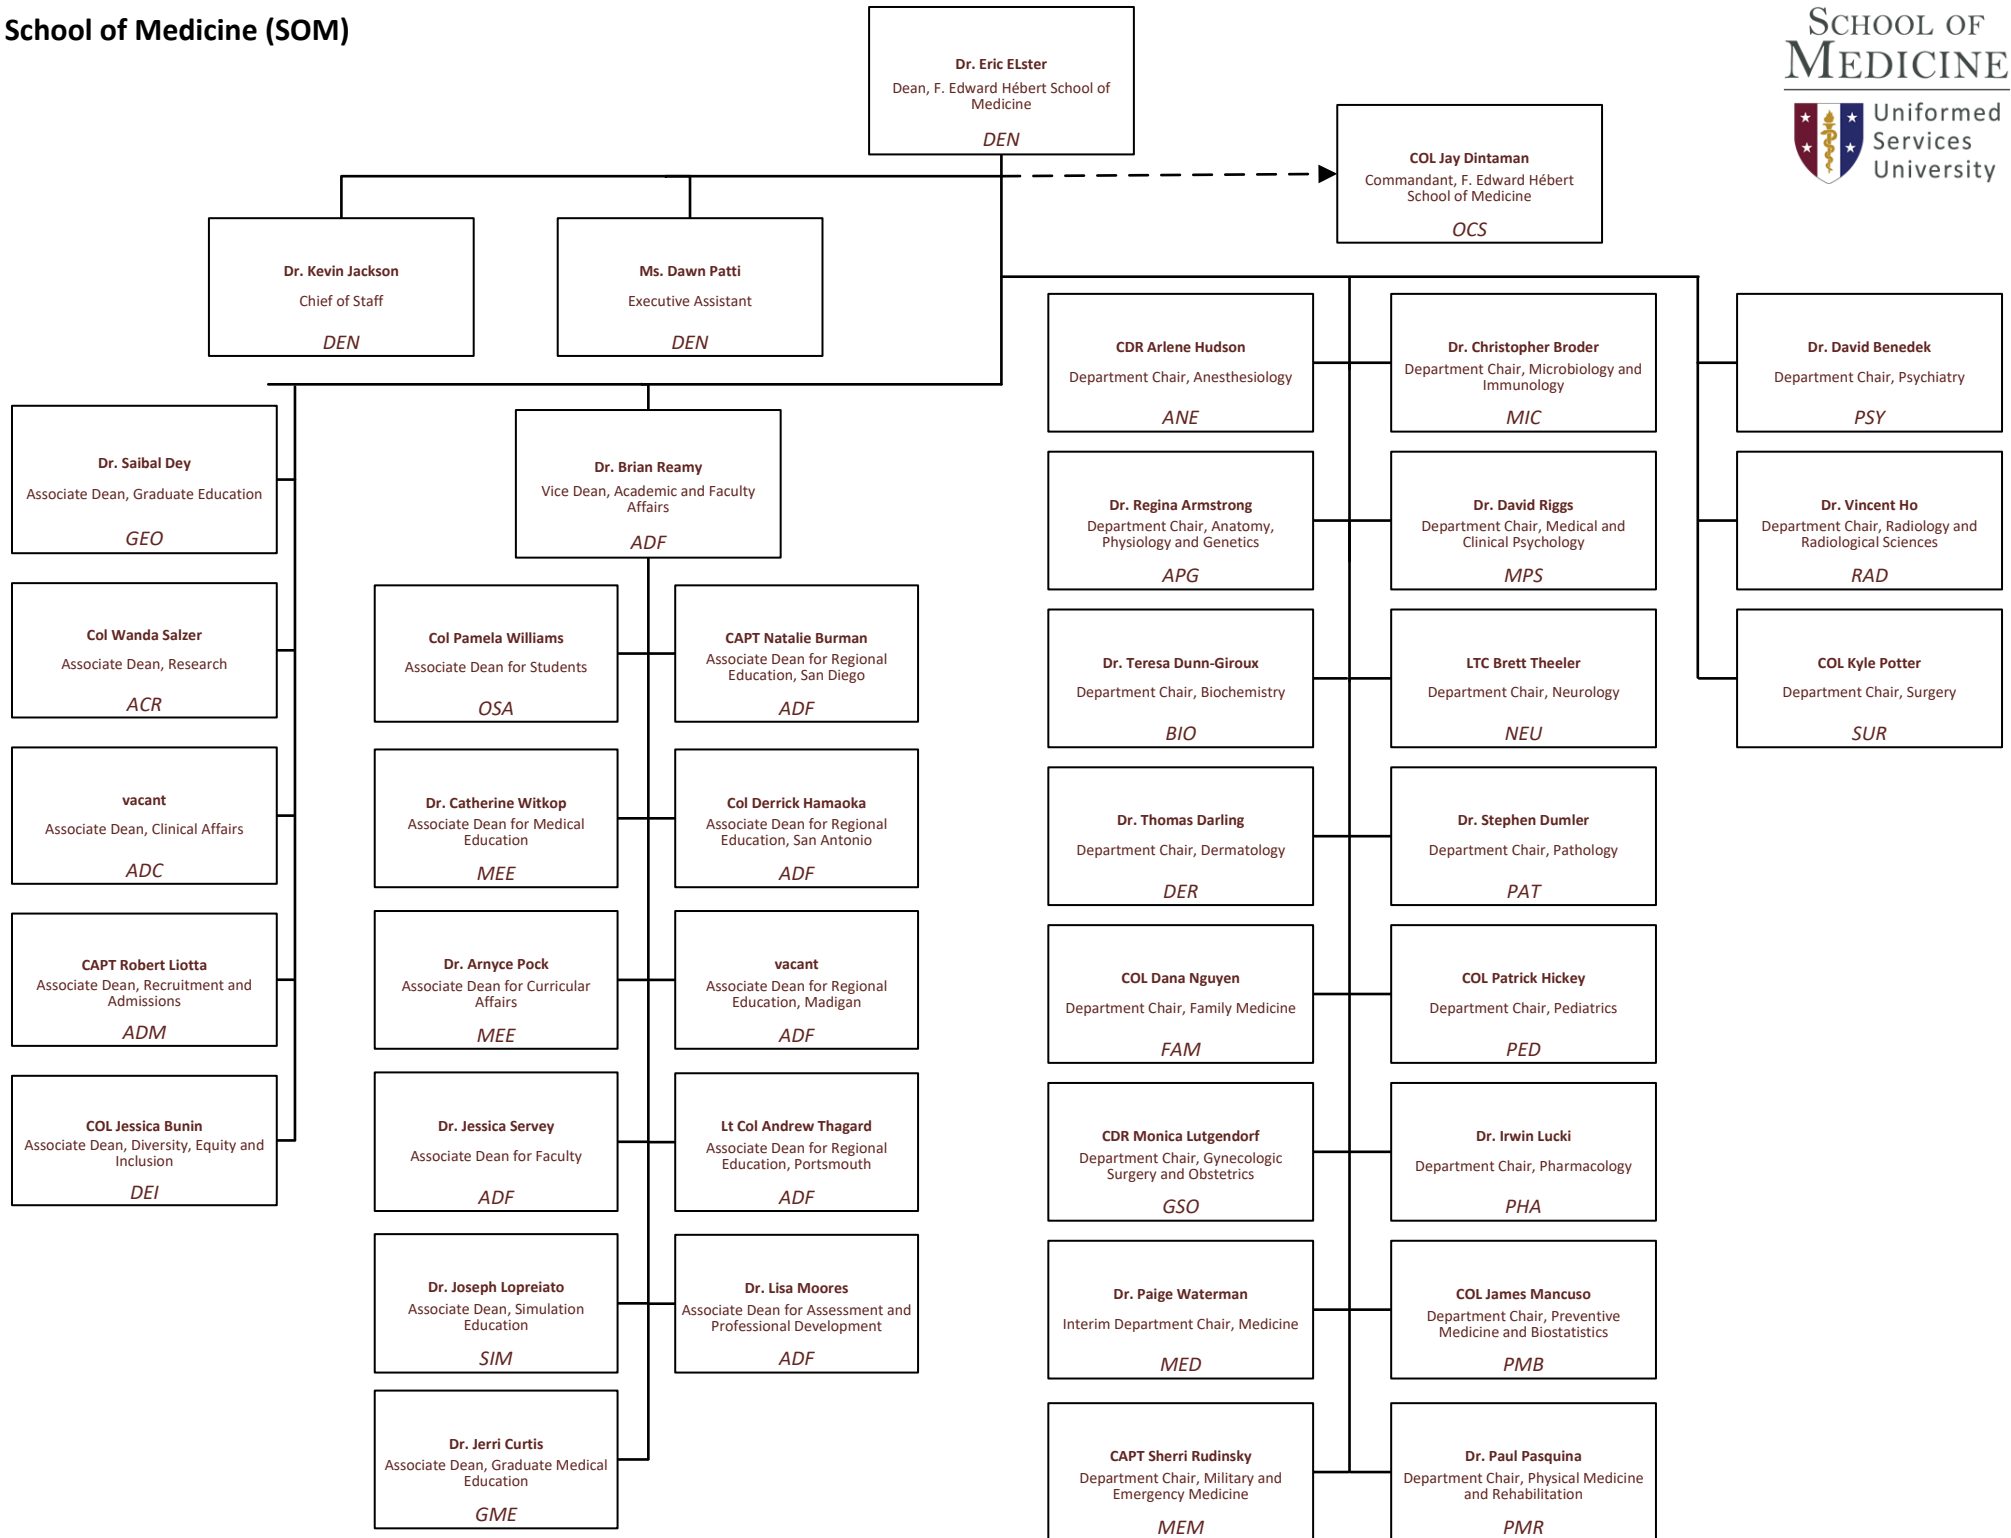 School of Medicine (SOM)
SCHOOL OF
MEDICINE
Uniformed
Services
University
Dr. Eric ELster
Dean, F. Edward Hébert School of
Medicine
DEN
COL Jay Dintaman
Commandant, F. Edward Hébert
School of Medicine
OCS
Dr. Kevin Jackson
Chief of Staff
DEN
Ms. Dawn Patti
Executive Assistant
DEN
Dr. Saibal Dey
Associate Dean, Graduate Education
GEO
Col Wanda Salzer
Associate Dean, Research
ACR
vacant
Associate Dean, Clinical Affairs
ADC
CAPT Robert Liotta
Associate Dean, Recruitment and
Admissions
ADM
COL Jessica Bunin
Associate Dean, Diversity, Equity and
Inclusion
DEI
Dr. Brian Reamy
Vice Dean, Academic and Faculty
Affairs
ADF
Col Pamela Williams
Associate Dean for Students
OSA
CAPT Natalie Burman
Associate Dean for Regional
Education, San Diego
ADF
Dr. Catherine Witkop
Associate Dean for Medical
Education
MEE
Col Derrick Hamaoka
Associate Dean for Regional
Education, San Antonio
ADF
Dr. Arnyce Pock
Associate Dean for Curricular
Affairs
MEE
vacant
Associate Dean for Regional
Education, Madigan
ADF
Dr. Jessica Servey
Associate Dean for Faculty
ADF
Lt Col Andrew Thagard
Associate Dean for Regional
Education, Portsmouth
ADF
Dr. Joseph Lopreiato
Associate Dean, Simulation
Education
SIM
Dr. Lisa Moores
Associate Dean for Assessment and
Professional Development
ADF
Dr. Jerri Curtis
Associate Dean, Graduate Medical
Education
GME
CDR Arlene Hudson
Department Chair, Anesthesiology
ANE
Dr. Christopher Broder
Department Chair, Microbiology and
Immunology
MIC
Dr. David Benedek
Department Chair, Psychiatry
PSY
Dr. Regina Armstrong
Department Chair, Anatomy,
Physiology and Genetics
APG
Dr. David Riggs
Department Chair, Medical and
Clinical Psychology
MPS
Dr. Vincent Ho
Department Chair, Radiology and
Radiological Sciences
RAD
Dr. Teresa Dunn-Giroux
Department Chair, Biochemistry
BIO
LTC Brett Theeler
Department Chair, Neurology
NEU
COL Kyle Potter
Department Chair, Surgery
SUR
Dr. Thomas Darling
Department Chair, Dermatology
DER
Dr. Stephen Dumler
Department Chair, Pathology
PAT
COL Dana Nguyen
Department Chair, Family Medicine
FAM
COL Patrick Hickey
Department Chair, Pediatrics
PED
CDR Monica Lutgendorf
Department Chair, Gynecologic
Surgery and Obstetrics
GSO
Dr. Irwin Lucki
Department Chair, Pharmacology
PHA
Dr. Paige Waterman
Interim Department Chair, Medicine
MED
COL James Mancuso
Department Chair, Preventive
Medicine and Biostatistics
PMB
CAPT Sherri Rudinsky
Department Chair, Military and
Emergency Medicine
MEM
Dr. Paul Pasquina
Department Chair, Physical Medicine
and Rehabilitation
PMR